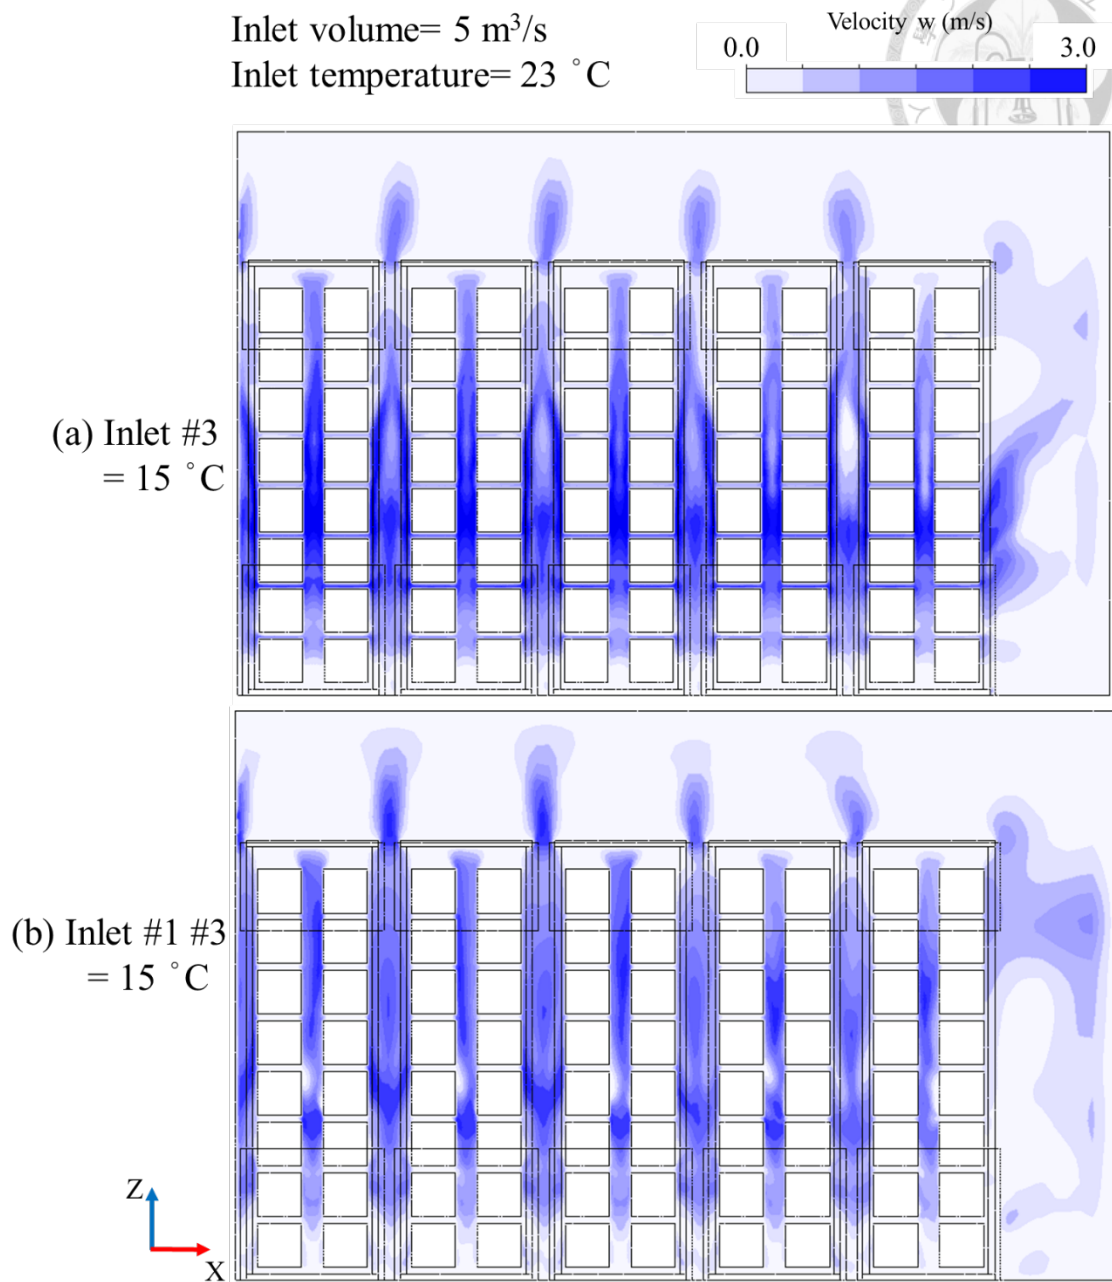 Inlet volume= 5 m³/s
Inlet temperature= 23 °C
Velocity w (m/s)
0.0 3.0
(a) Inlet #3
= 15 °C
(b) Inlet #1 #3
= 15 °C
Z
X